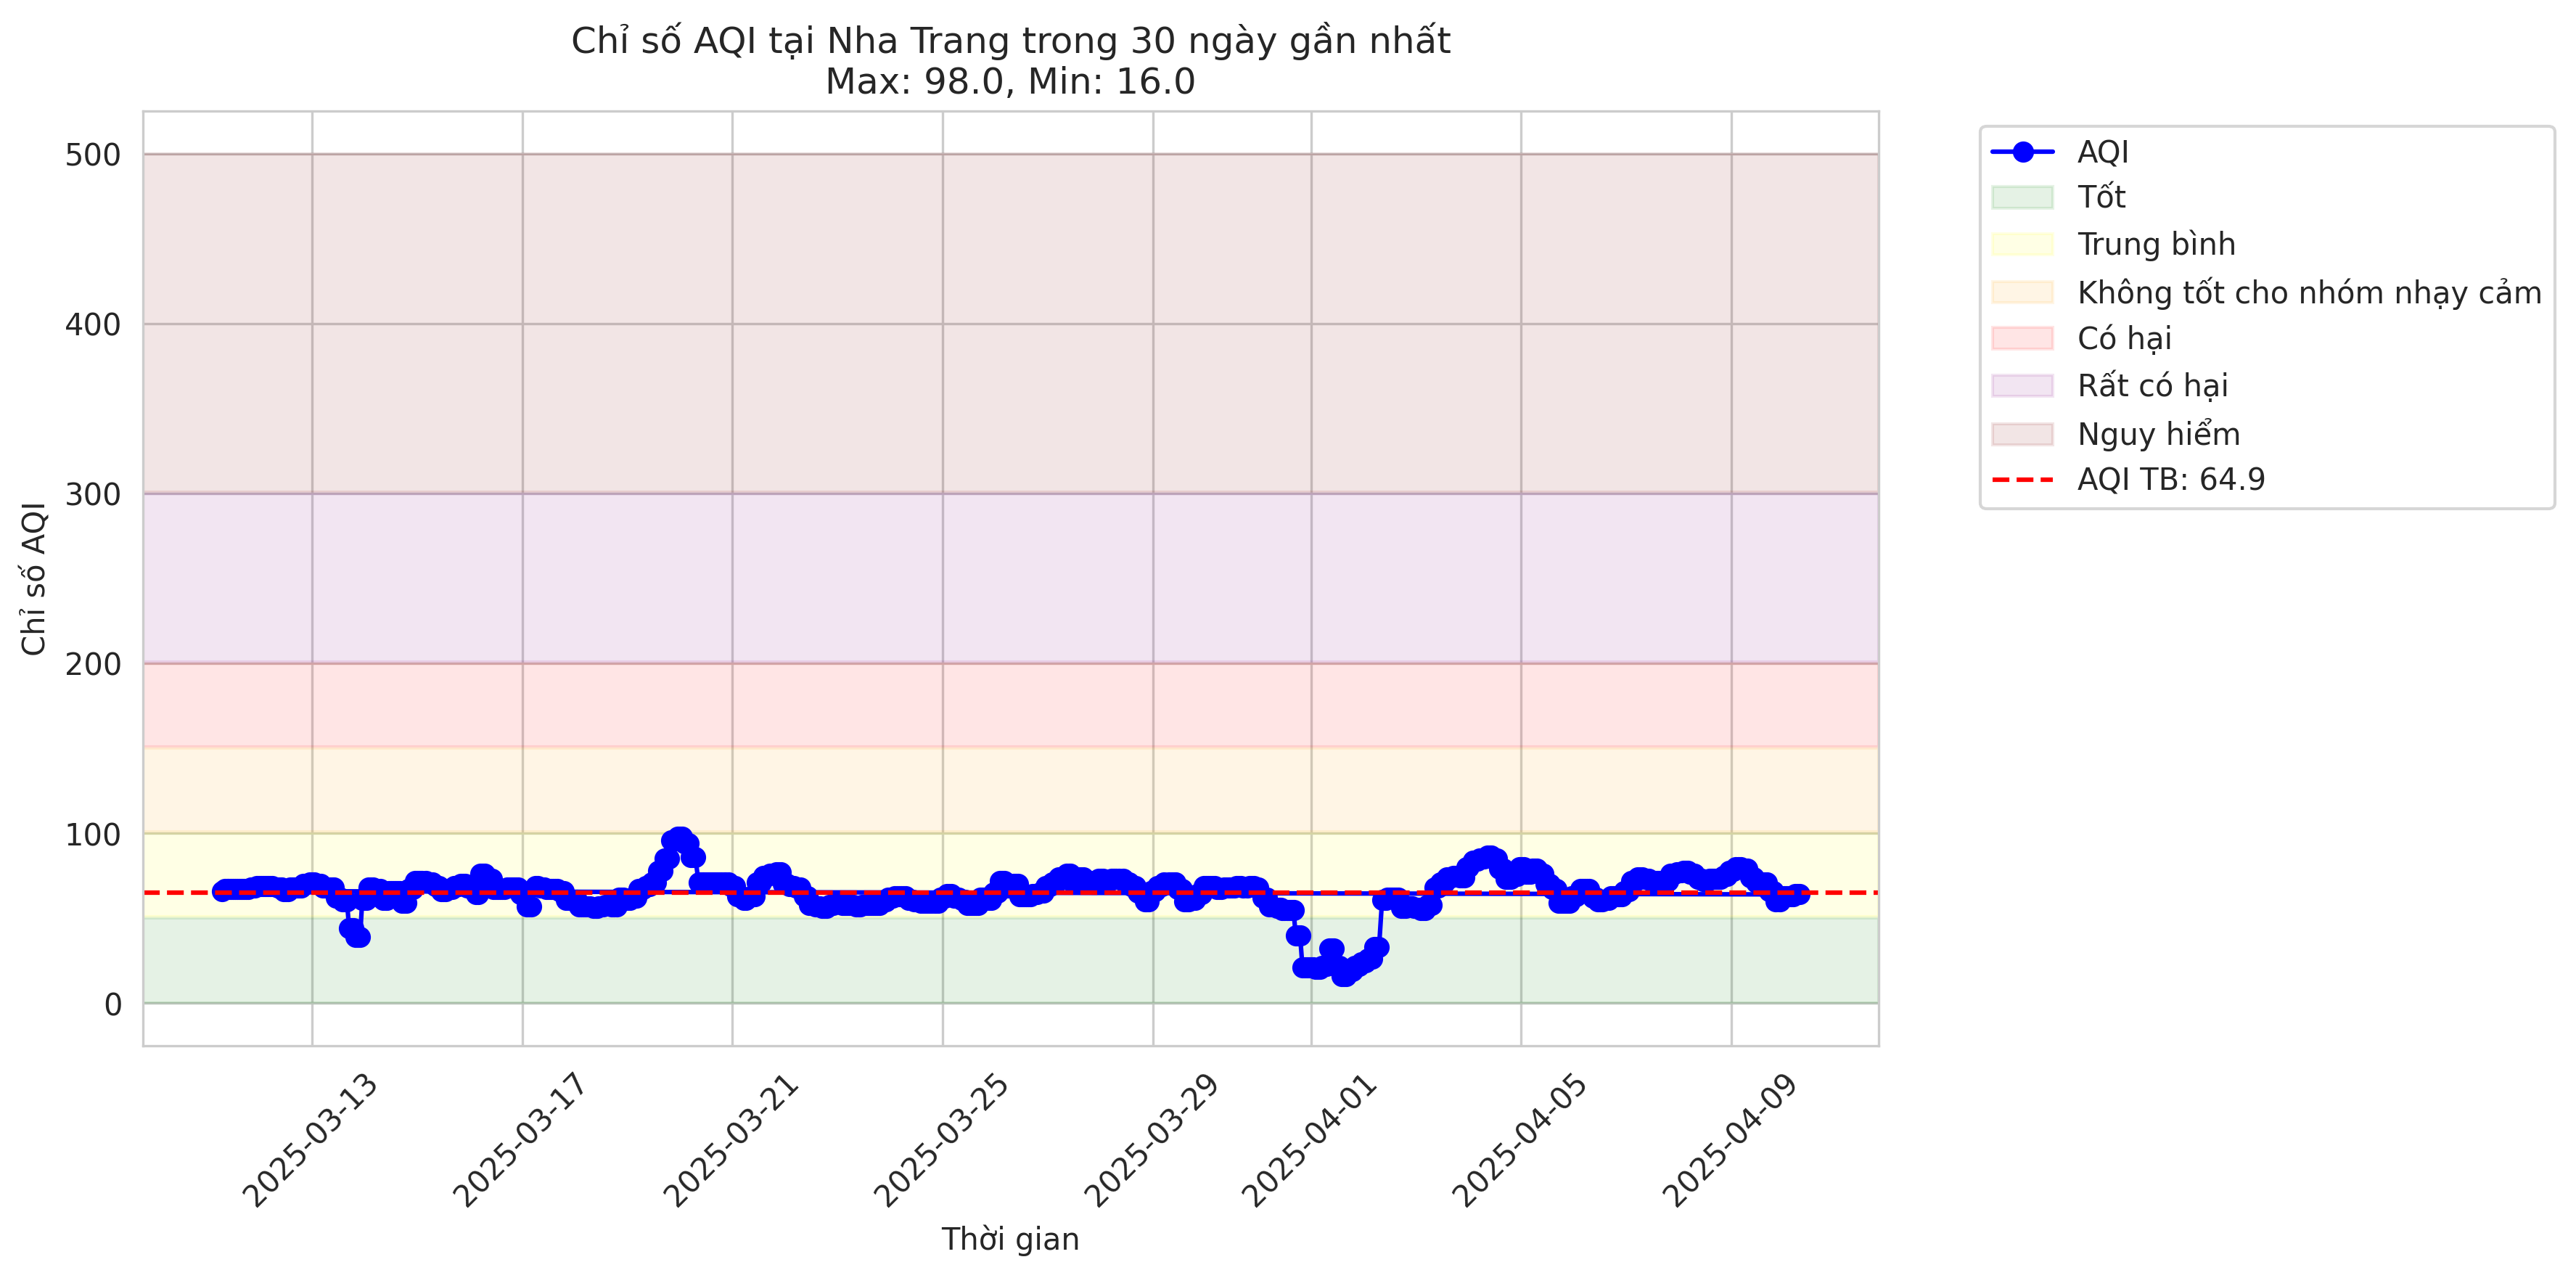 Chỉ số AQI tại Nha Trang trong 30 ngày gần nhất
Max: 98.0, Min: 16.0
Chỉ số AQI
500
400
300
200
100
0
2025-03-13
2025-03-17
2025-03-21
2025-03-25
2025-03-29
2025-04-01
2025-04-05
2025-04-09
Thời gian
AQI
Tốt
Trung bình
Không tốt cho nhóm nhạy cảm
Có hại
Rất có hại
Nguy hiểm
AQI TB: 64.9